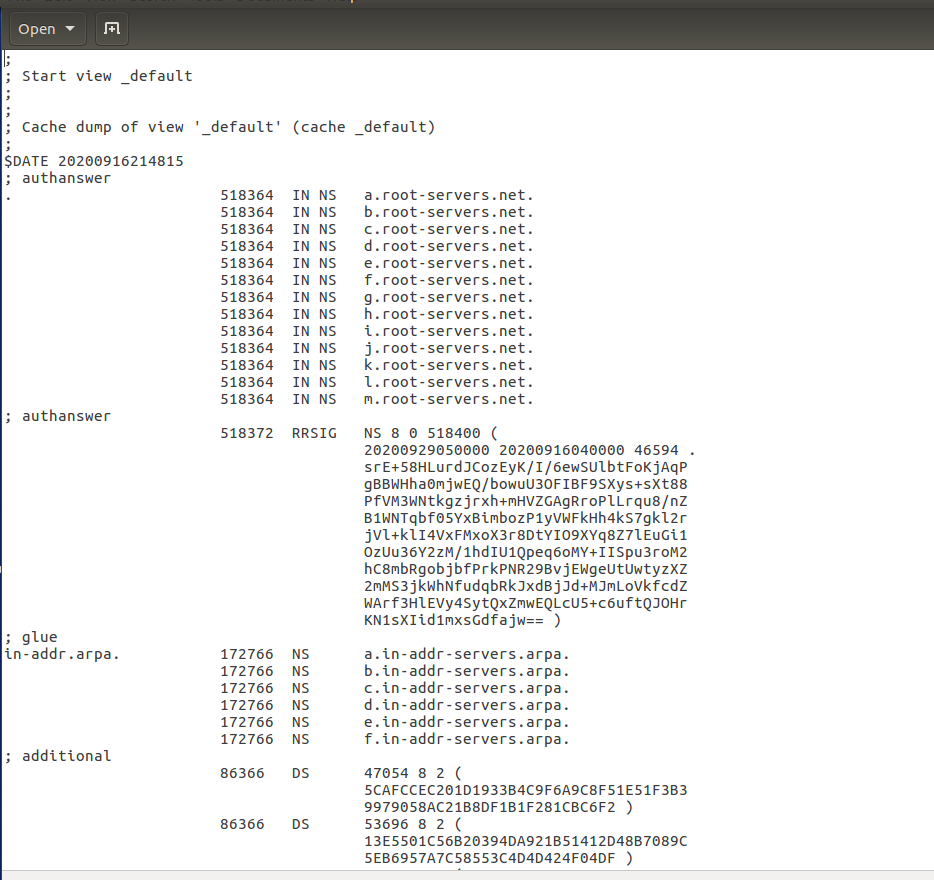 Open
;
; Start view _default
;
;
; Cache dump of view '_default' (cache _default)
;
$DATE 20200916214815
; authanswer
. 518364 IN NS a.root-servers.net.
518364 IN NS b.root-servers.net.
518364 IN NS c.root-servers.net.
518364 IN NS d.root-servers.net.
518364 IN NS e.root-servers.net.
518364 IN NS f.root-servers.net.
518364 IN NS g.root-servers.net.
518364 IN NS h.root-servers.net.
518364 IN NS i.root-servers.net.
518364 IN NS j.root-servers.net.
518364 IN NS k.root-servers.net.
518364 IN NS l.root-servers.net.
518364 IN NS m.root-servers.net.
; authanswer
518372 RRSIG NS 8 0 518400 (
20200929050000 20200916040000 46594 .
srE+58HLurdJCozEyK/I/6ewSUlbtFoKjAqP
gBBWHha0mjwEQ/bowuU3OFIBF9SXys+sXt88
PfVM3WNtkgzjrxh+mHVZGAgRroPlLrqu8/nZ
B1WNTqbf05YxBimbozP1yVWFkHh4kS7gkl2r
jVl+klI4VxFMxoX3r8DtYIO9XYq8Z7lEuGi1
OzUu36Y2zM/1hdIU1Qpeq6oMY+IISpu3roM2
hC8mbRgobjbfPrkPNR29BvjEWgeUtUwtyzXZ
2mMS3jkWhNfudqbRkJxdBjJd+MJmLoVkfcdZ
WArf3HlEVy4SytQxZmwEQLcU5+c6uftQJOHr
KN1sXIid1mxsGdfajw== )
; glue
in-addr.arpa. 172766 NS a.in-addr-servers.arpa.
172766 NS b.in-addr-servers.arpa.
172766 NS c.in-addr-servers.arpa.
172766 NS d.in-addr-servers.arpa.
172766 NS e.in-addr-servers.arpa.
172766 NS f.in-addr-servers.arpa.
; additional
86366 DS 47054 8 2 (
5CAFCCEC201D1933B4C9F6A9C8F51E51F3B3
9979058AC21B8DF1B1F281CBC6F2 )
86366 DS 53696 8 2 (
13E5501C56B20394DA921B51412D48B7089C
5EB6957A7C58553C4D4D424F04DF )